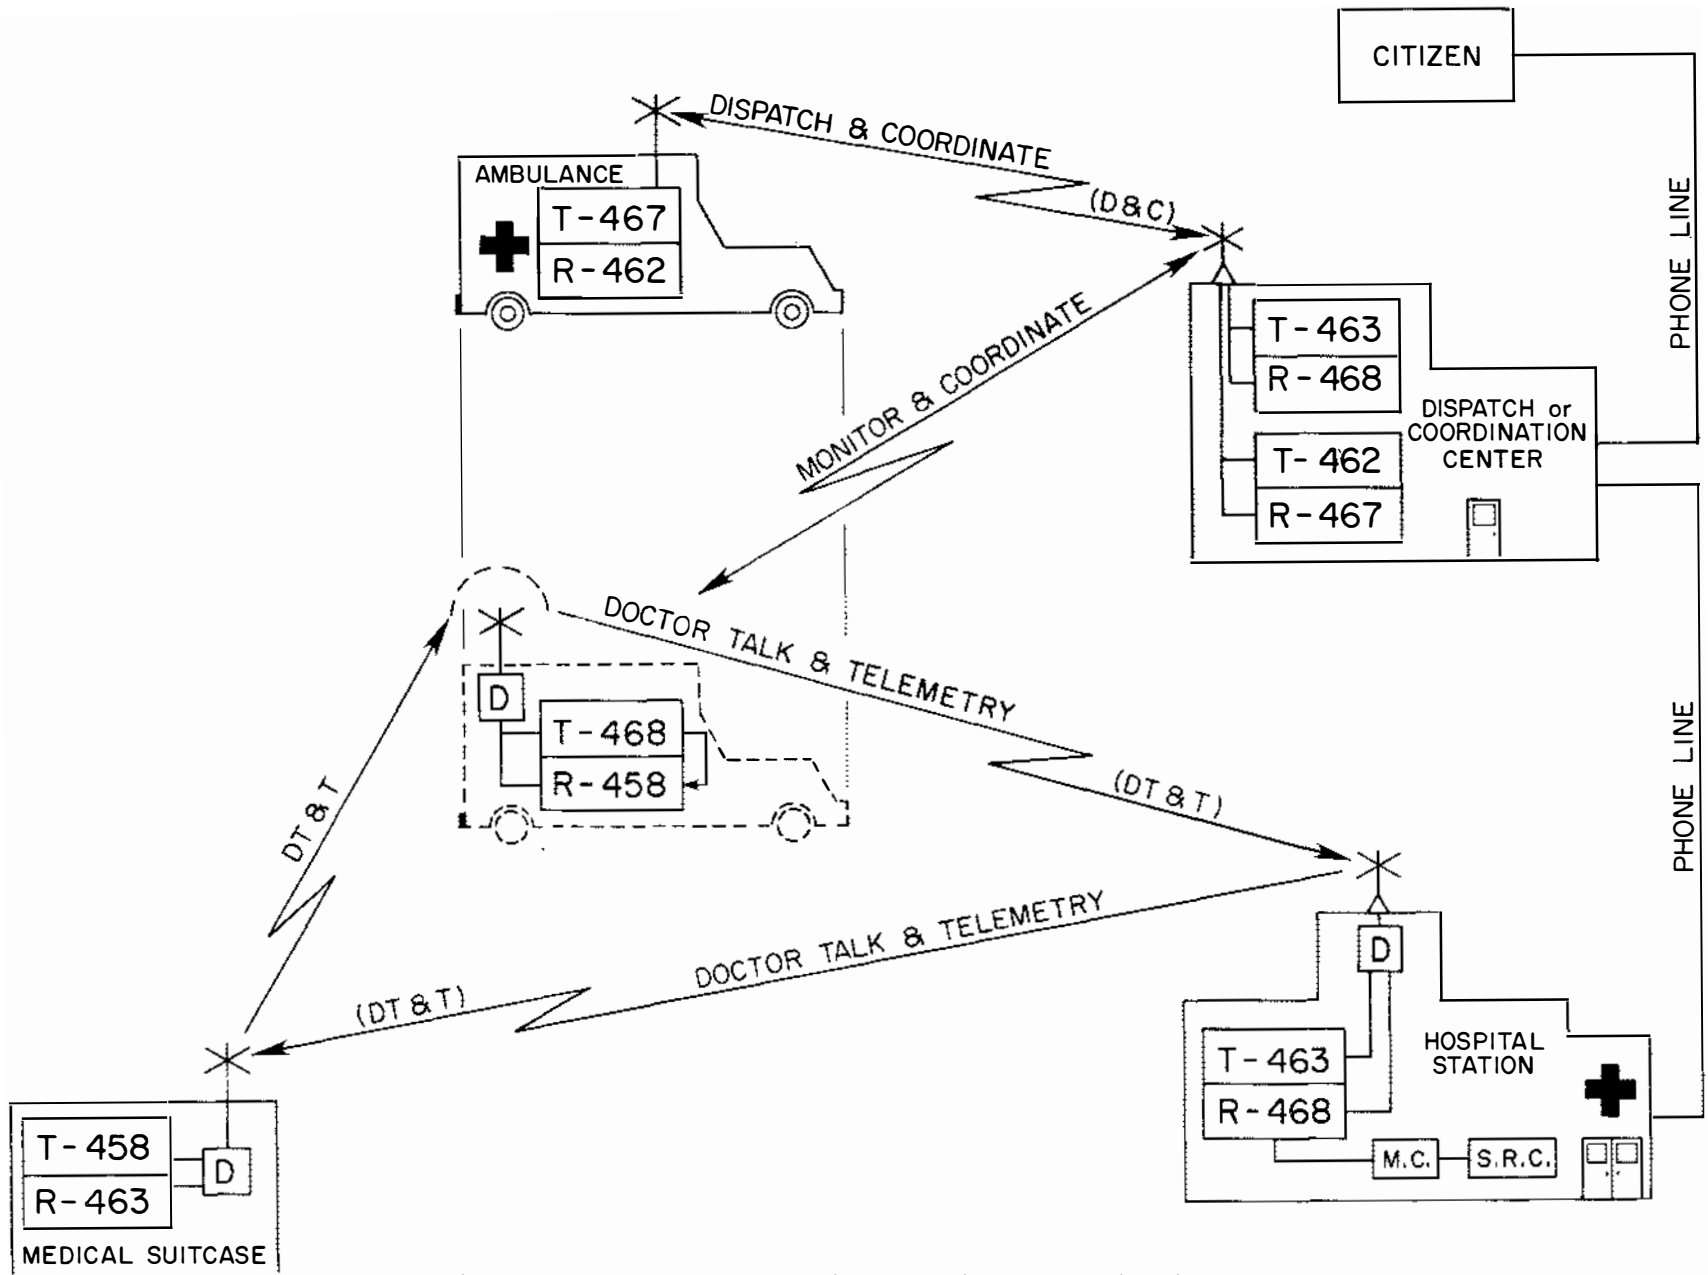 CITIZEN
PHONE LINE
DISPATCH & COORDINATE
(D&C)
AMBULANCE
T-467
R-462
MONITOR & COORDINATE
T-463
R-468
T-462
R-467
DISPATCH or
COORDINATION
CENTER
DOCTOR TALK & TELEMETRY
(DT&T)
D
T-468
R-458
DT&T
PHONE LINE
DOCTOR TALK & TELEMETRY
(DT&T)
D
T-463
R-468
HOSPITAL
STATION
M.C.
S.R.C.
T-458
R-463
D
MEDICAL SUITCASE